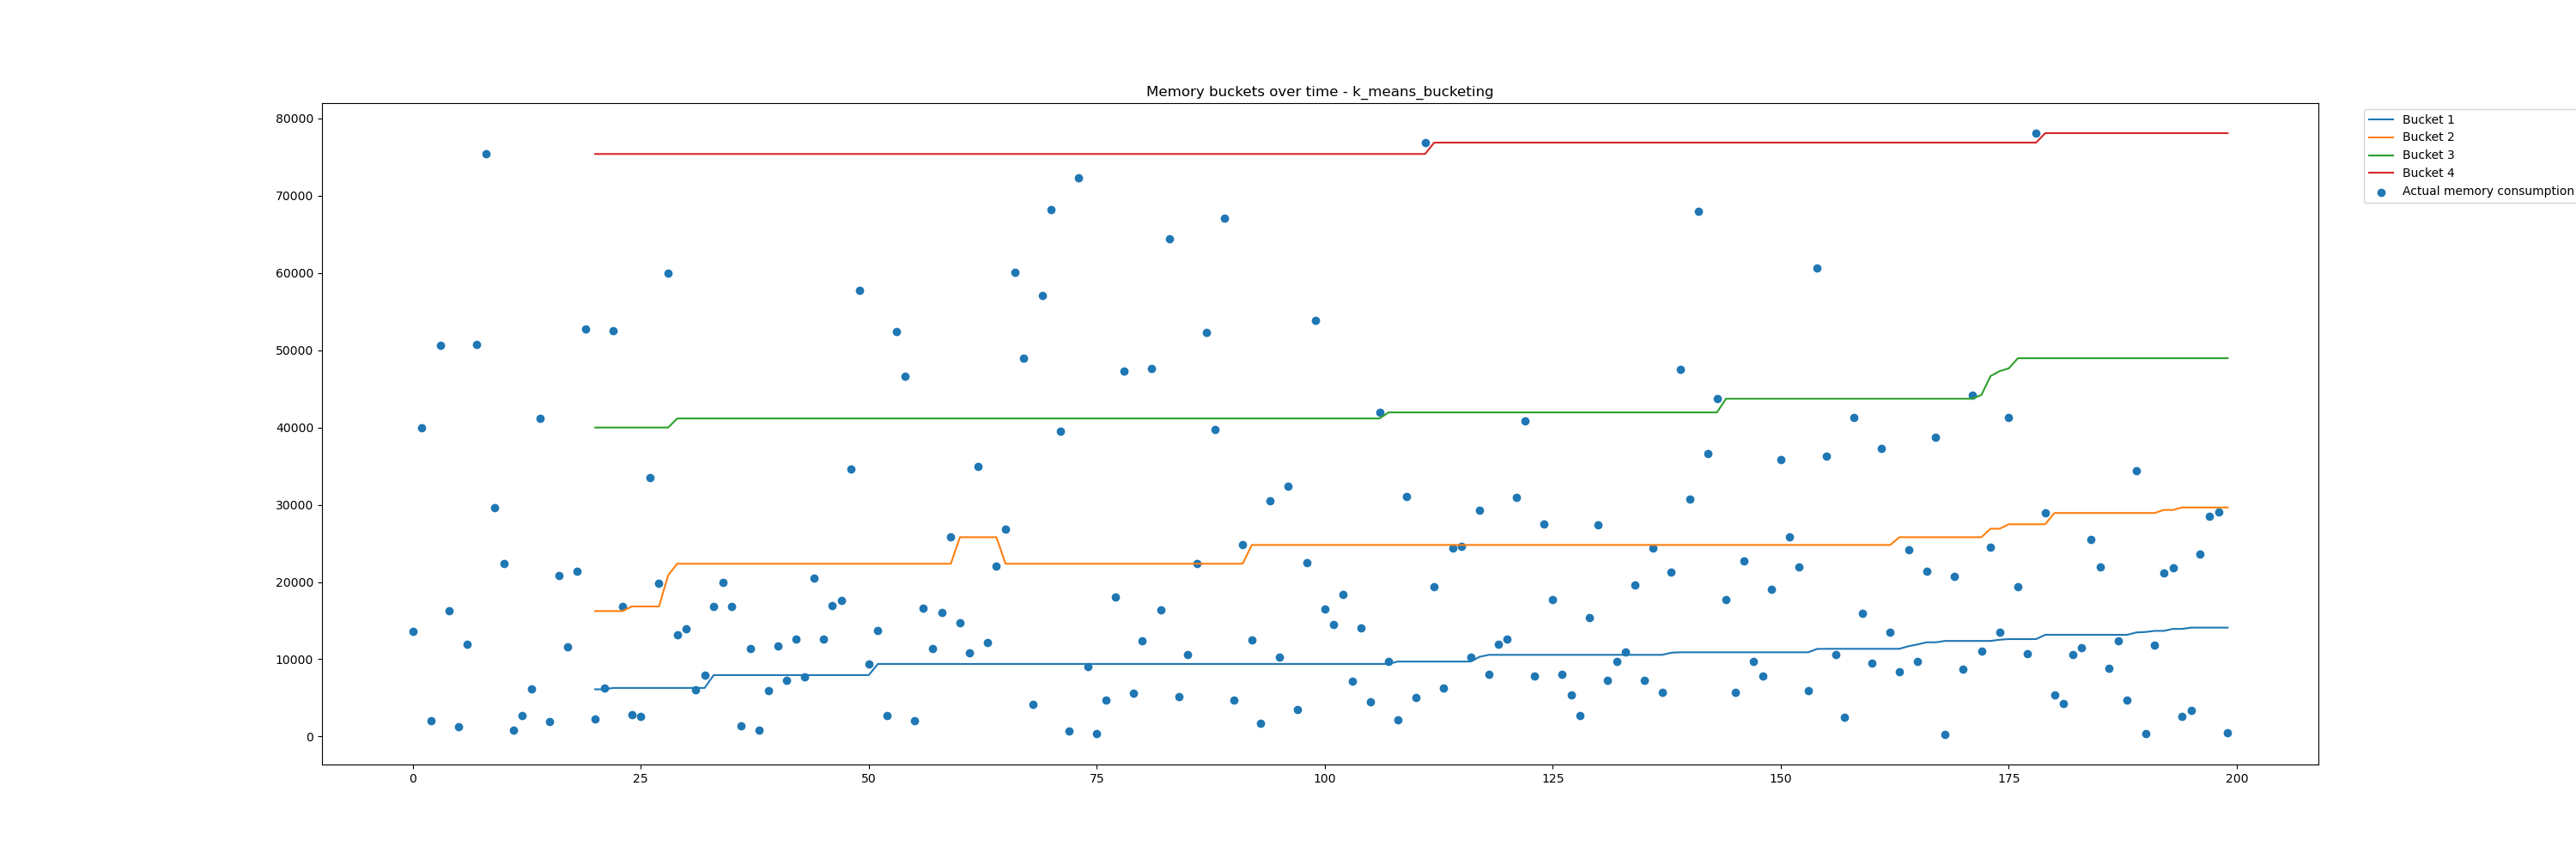 Memory buckets over time - k_means_bucketing
80000
70000
60000
50000
40000
30000
20000
10000
0
0 25 50 75 100 125 150 175 200
Bucket 1
Bucket 2
Bucket 3
Bucket 4
Actual memory consumption